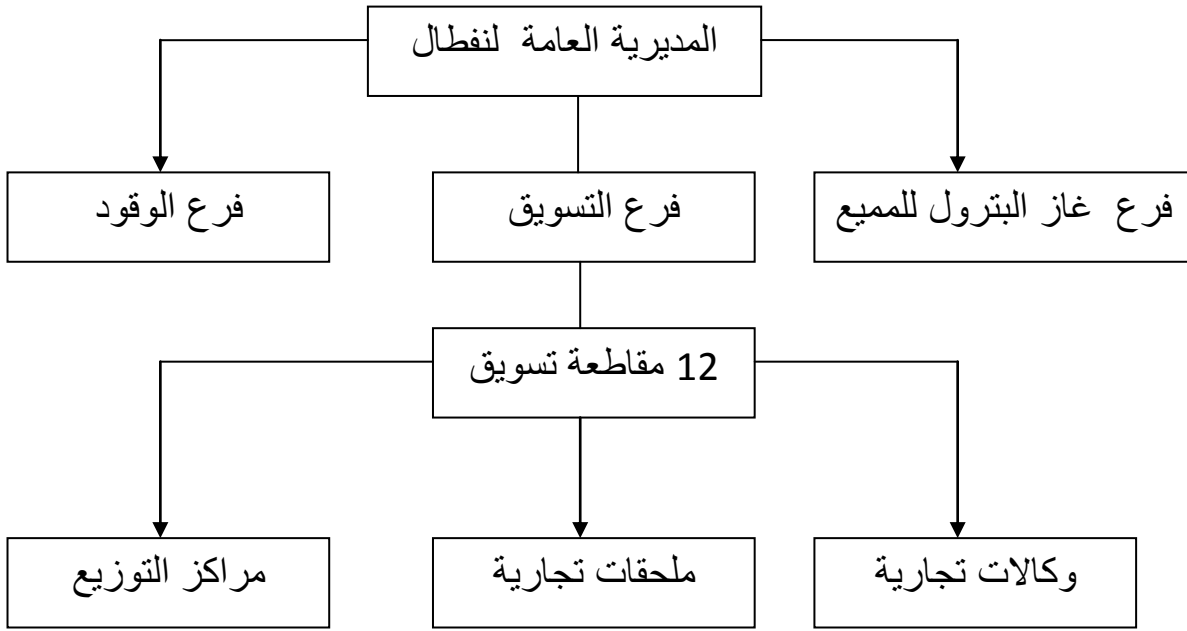 المديرية العامة لنفطال
فرع غاز البترول للمميع
فرع التسويق
فرع الوقود
12 مقاطعة تسويق
وكالات تجارية
ملحقات تجارية
مراكز التوزيع